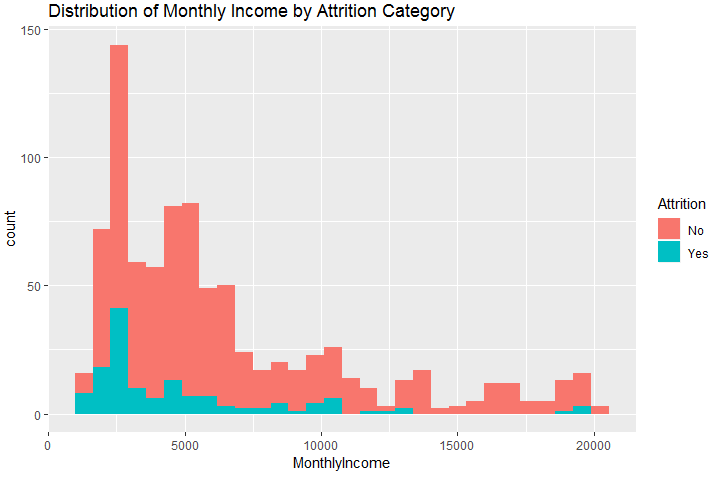 Distribution of Monthly Income by Attrition Category
150
100
50
0
count
0 5000 10000 15000 20000
MonthlyIncome
Attrition
No
Yes